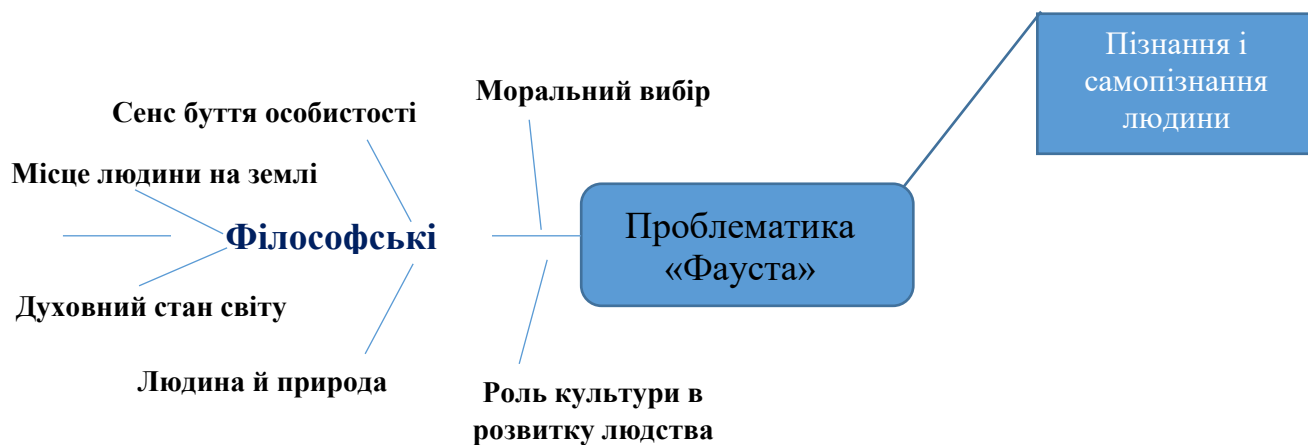 Пізнання і
самопізнання
людини
Моральний вибір
Сенс буття особистості
Місце людини на землі
Філософські
Проблематика
«Фауста»
Духовний стан світу
Людина й природа
Роль культури в
розвитку людства